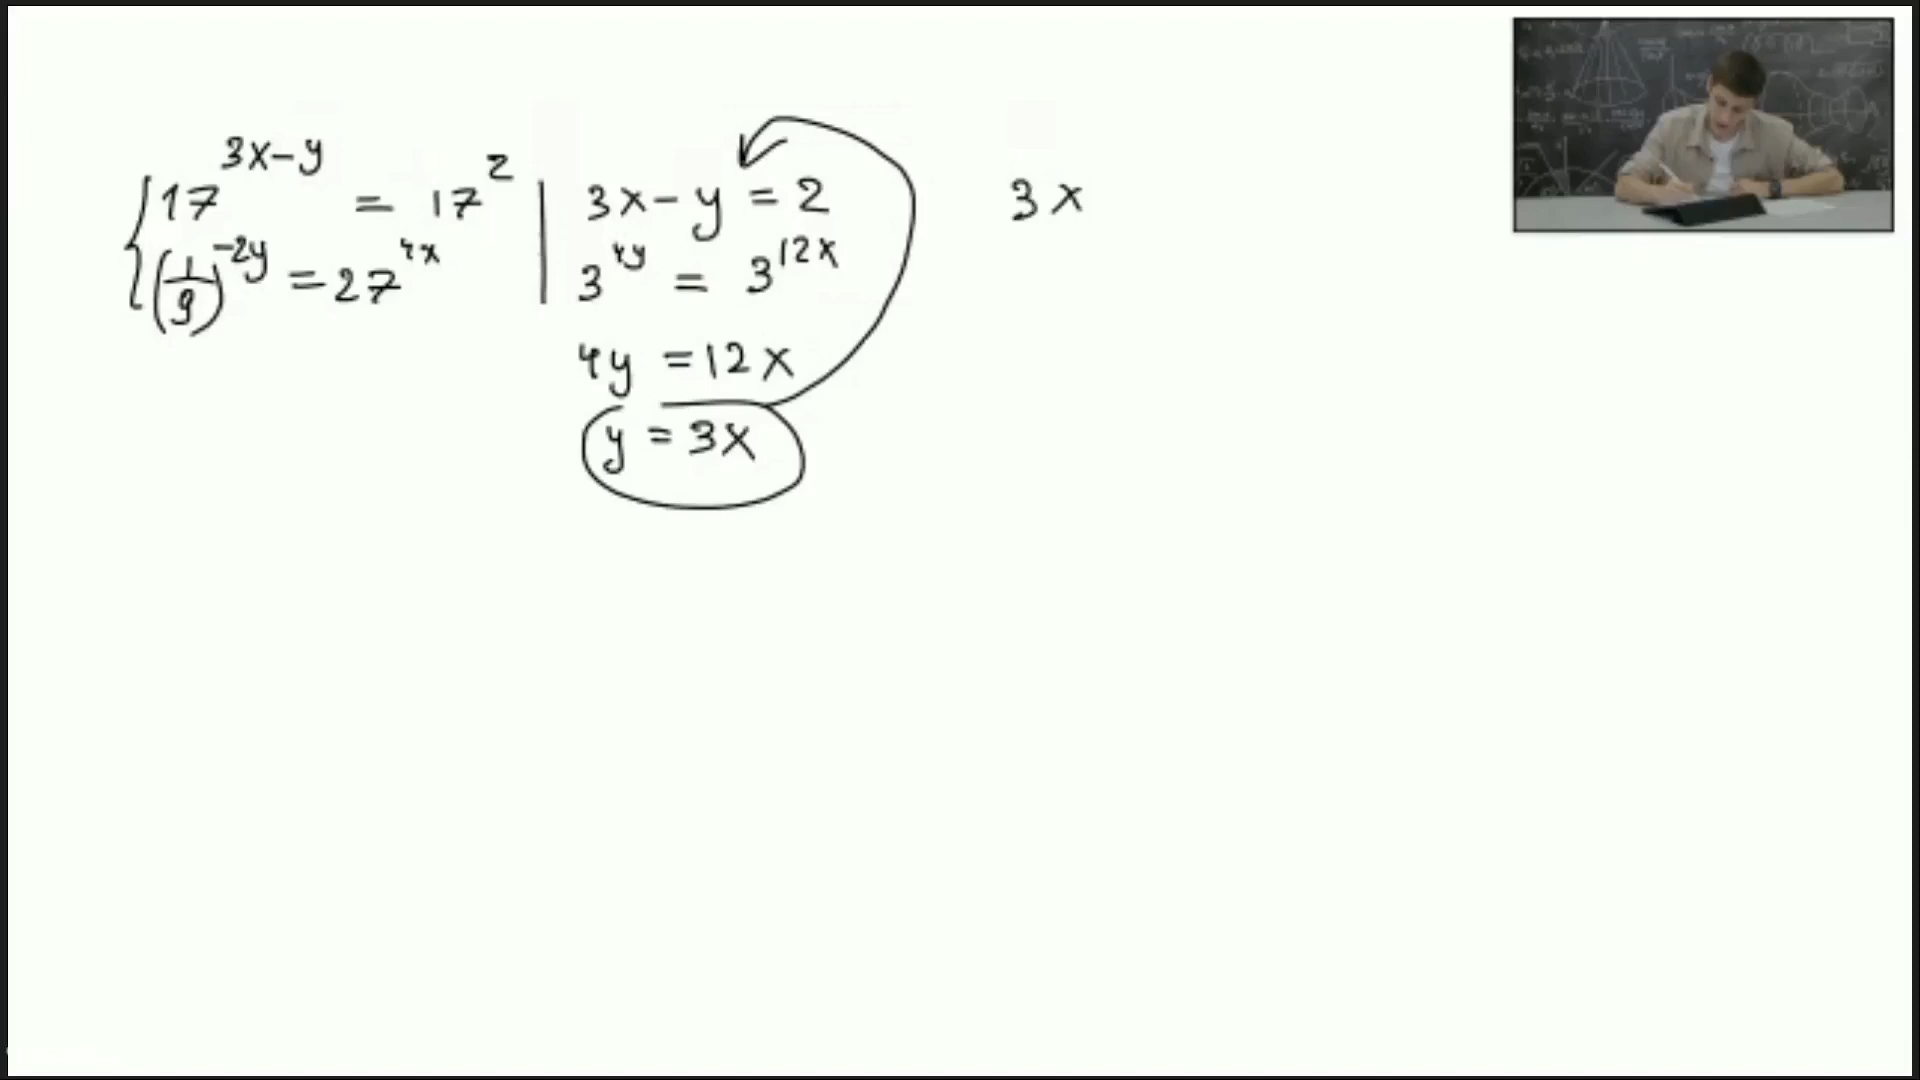 { 17^{3x-y} = 17^2 | 3x - y = 2
(1/9)^{-2y} = 27^{4x} | 3^{4y} = 3^{12x}
4y = 12x
y = 3x
3x